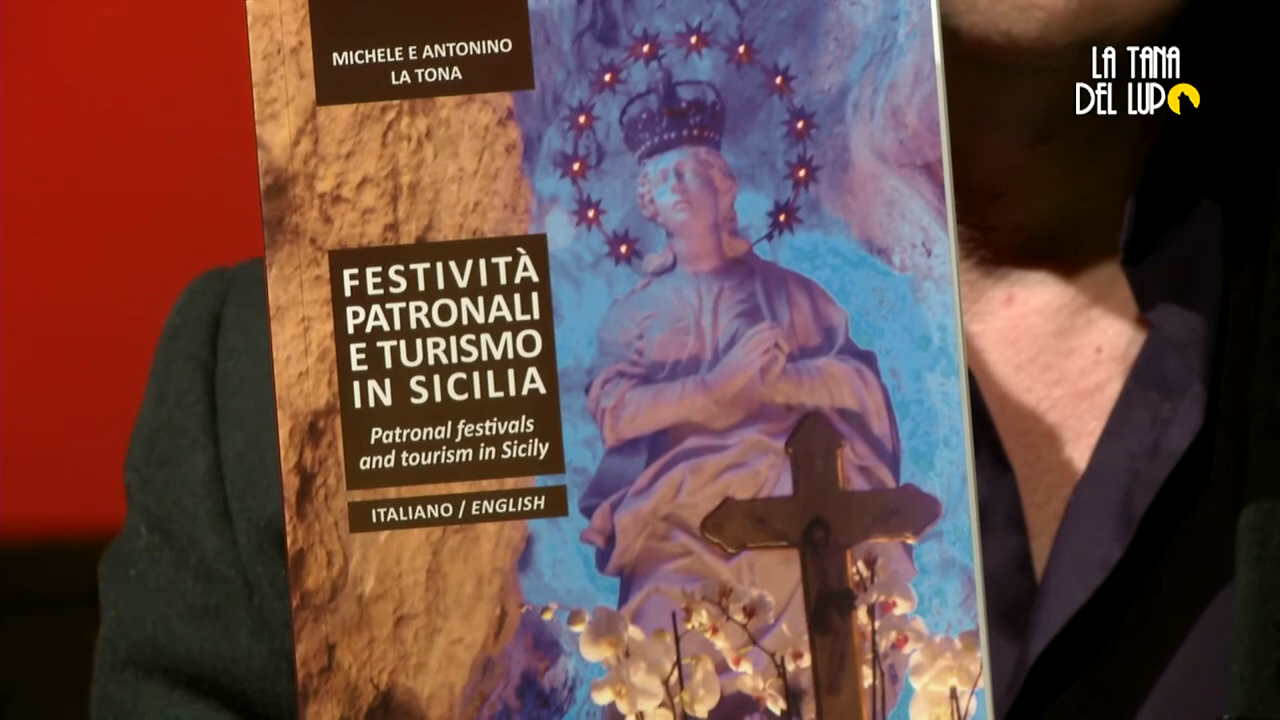 MICHELE E ANTONINO
LA TONA
FESTIVITÀ
PATRONALI
E TURISMO
IN SICILIA
Patronal festivals
and tourism in Sicily
ITALIANO / ENGLISH
LA TANA
DEL LUPO